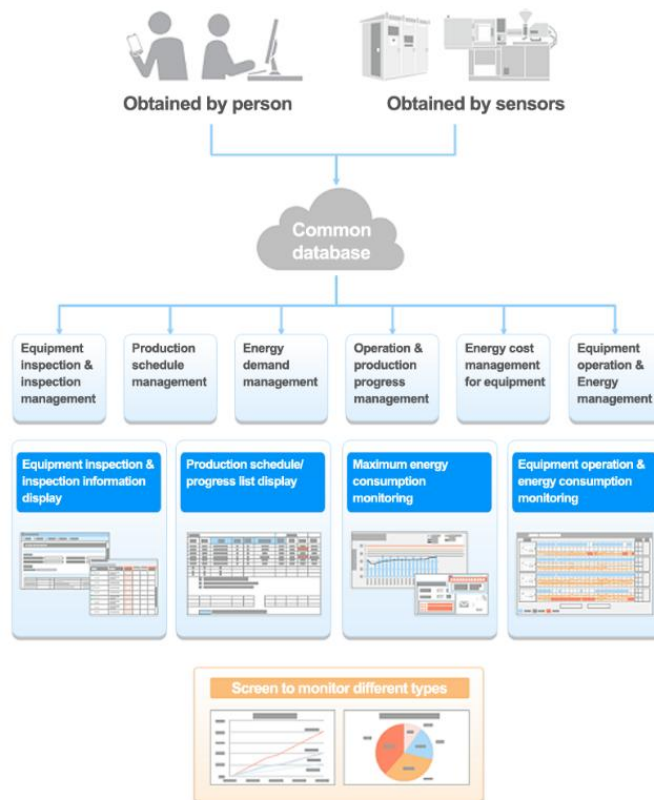 Obtained by person
Obtained by sensors
Common
database
Equipment
inspection &
inspection
management
Production
schedule
management
Energy
demand
management
Operation &
production
progress
management
Energy cost
management
for equipment
Equipment
operation &
Energy
management
Equipment inspection &
inspection information
display
Production schedule/
progress list display
Maximum energy
consumption
monitoring
Equipment operation &
energy consumption
monitoring
Screen to monitor different types